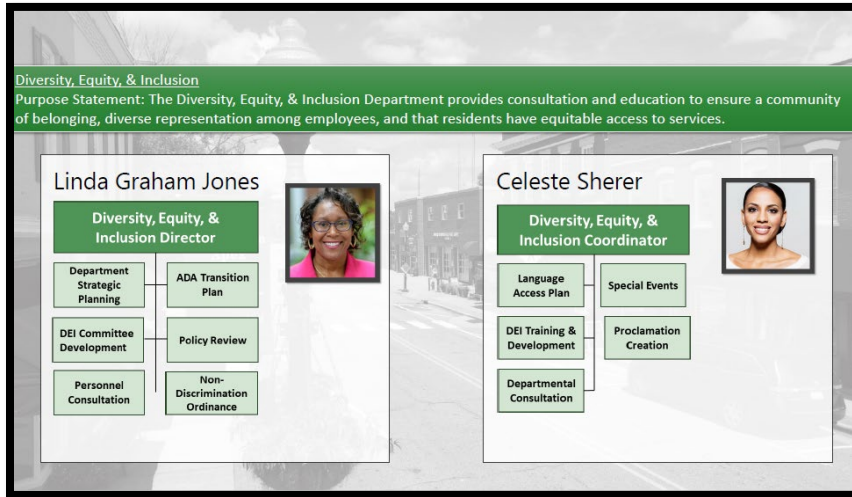 Diversity, Equity, & Inclusion
Purpose Statement: The Diversity, Equity, & Inclusion Department provides consultation and education to ensure a community
of belonging, diverse representation among employees, and that residents have equitable access to services.
Linda Graham Jones
Diversity, Equity, &
Inclusion Director
Department
Strategic
Planning
ADA Transition
Plan
DEI Committee
Development
Policy Review
Personnel
Consultation
Non-
Discrimination
Ordinance
Celeste Sherer
Diversity, Equity, &
Inclusion Coordinator
Language
Access Plan
Special Events
DEI Training &
Development
Proclamation
Creation
Departmental
Consultation